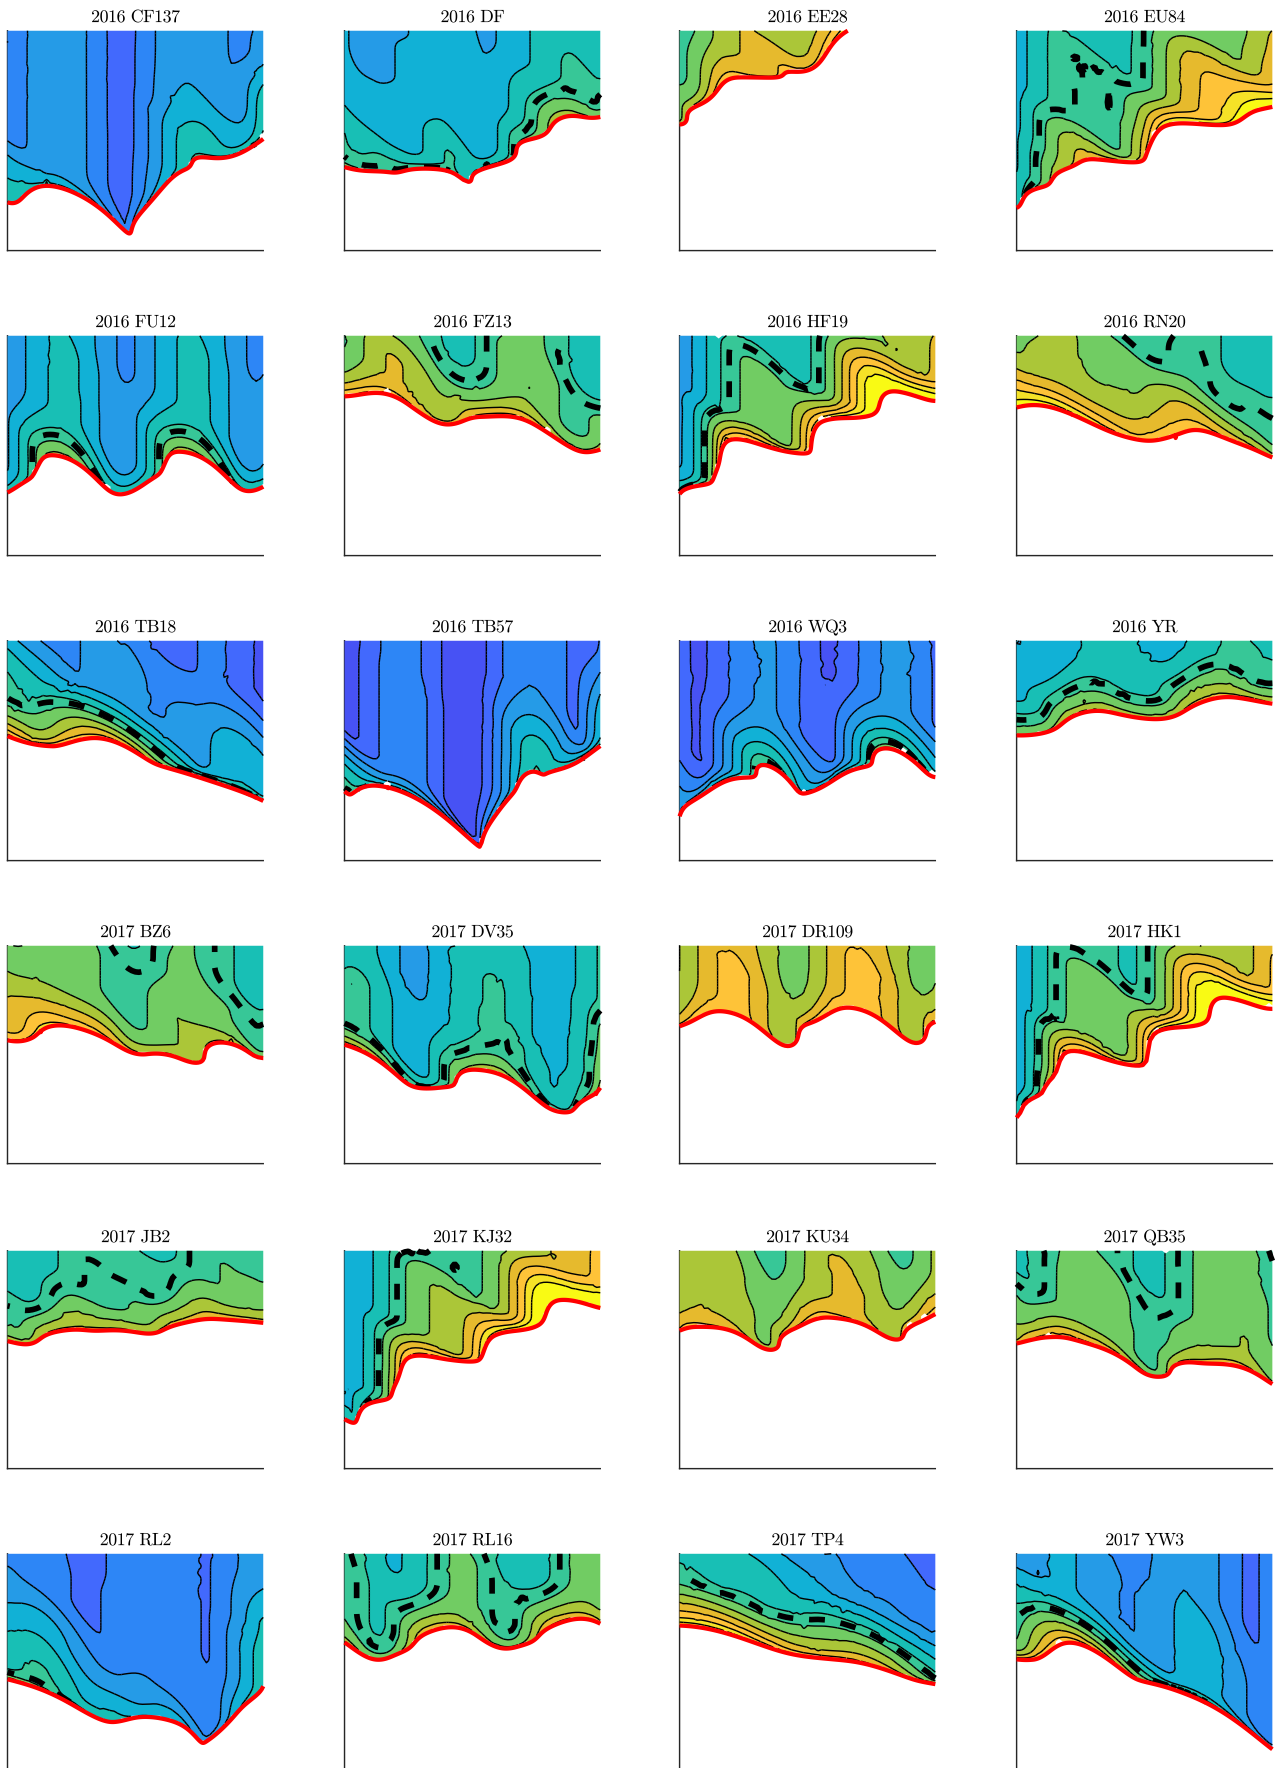 2016 CF137
2016 DF
2016 EE28
2016 EU84
2016 FU12
2016 FZ13
2016 HF19
2016 RN20
2016 TB18
2016 TB57
2016 WQ3
2016 YR
2017 BZ6
2017 DV35
2017 DR109
2017 HK1
2017 JB2
2017 KJ32
2017 KU34
2017 QB35
2017 RL2
2017 RL16
2017 TP4
2017 YW3